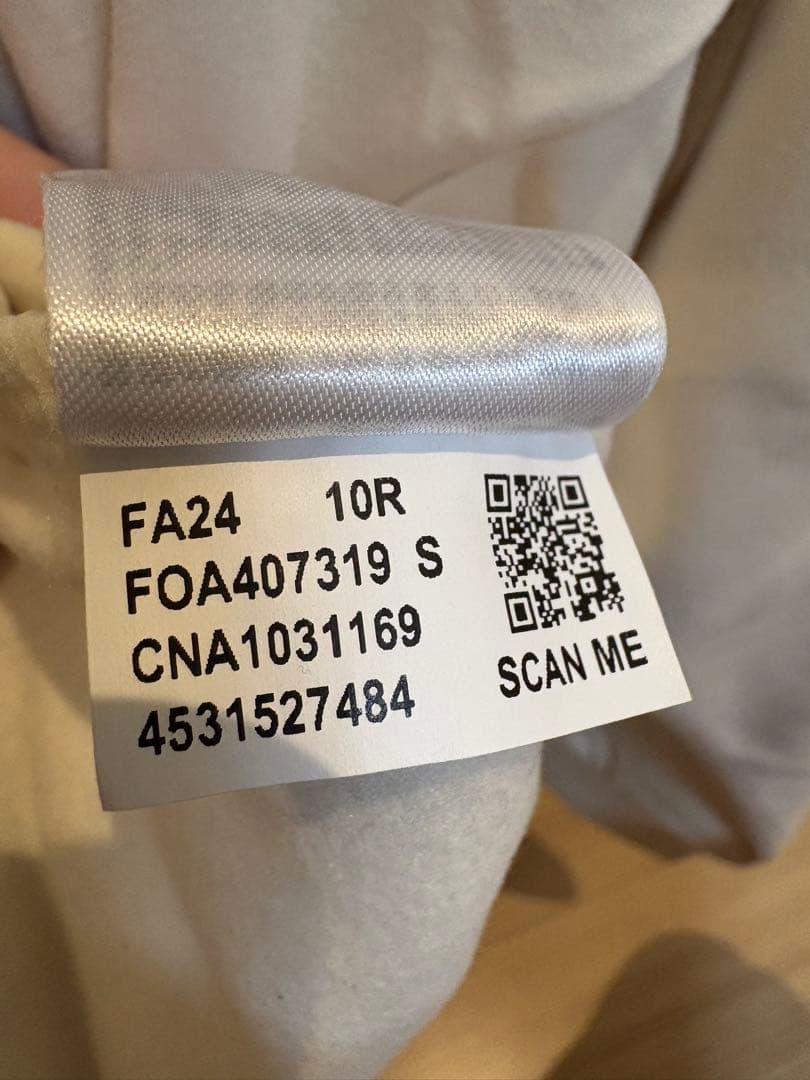 FA24 10R
FOA407319 S
CNA1031169
4531527484
SCAN ME